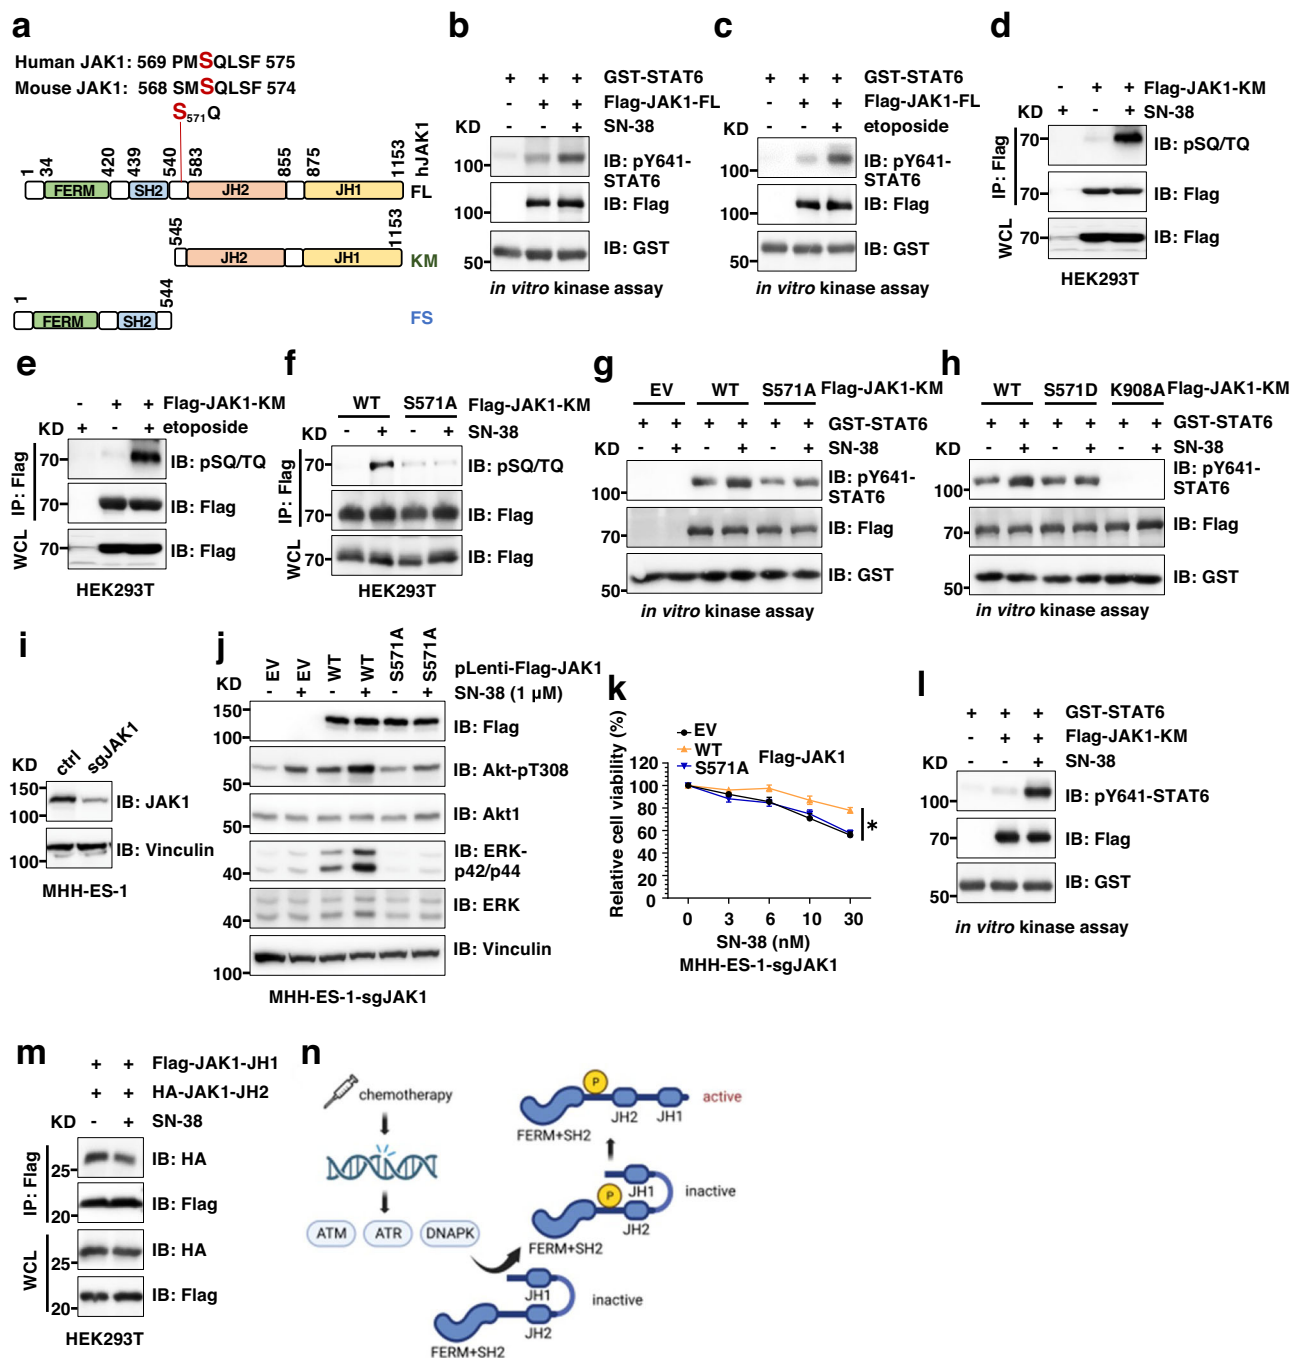 a
Human JAK1: 569 PMSQLSF 575
Mouse JAK1: 568 SMSQLSF 574
S571Q
1 34 420 439 540 583 855 875 1153 hJAK1
FERM SH2 JH2 JH1 FL
545 1153
JH2 JH1 KM
1 544
FERM SH2 FS
b
+ + + GST-STAT6
- + + Flag-JAK1-FL
KD - - + SN-38
100 IB: pY641-STAT6
100 IB: Flag
50 IB: GST
in vitro kinase assay
c
+ + + GST-STAT6
- + + Flag-JAK1-FL
KD - - + etoposide
100 IB: pY641-STAT6
100 IB: Flag
50 IB: GST
in vitro kinase assay
d
- + + Flag-JAK1-KM
KD + - + SN-38
IP: Flag
70 IB: pSQ/TQ
70 IB: Flag
WCL
70 IB: Flag
HEK293T
e
- + + Flag-JAK1-KM
KD + - + etoposide
IP: Flag
70 IB: pSQ/TQ
70 IB: Flag
WCL
70 IB: Flag
HEK293T
f
WT S571A Flag-JAK1-KM
KD - + - + SN-38
IP: Flag
70 IB: pSQ/TQ
70 IB: Flag
WCL
70 IB: Flag
HEK293T
g
EV WT S571A Flag-JAK1-KM
+ + + + + + GST-STAT6
KD - + - + - + SN-38
100 IB: pY641-STAT6
70 IB: Flag
50 IB: GST
in vitro kinase assay
h
WT S571D K908A Flag-JAK1-KM
+ + + + + + GST-STAT6
KD - + - + - + SN-38
100 IB: pY641-STAT6
70 IB: Flag
50 IB: GST
in vitro kinase assay
i
KD ctrl sgJAK1
150
100 IB: JAK1
100 IB: Vinculin
MHH-ES-1
j
EV EV WT WT S571A S571A pLenti-Flag-JAK1
KD - + - + - + SN-38 (1 µM)
150
100 IB: Flag
50 IB: Akt-pT308
50 IB: Akt1
40 IB: ERK-p42/p44
40 IB: ERK
100 IB: Vinculin
MHH-ES-1-sgJAK1
k
EV
WT
S571A
Flag-JAK1
Relative cell viability (%)
120
100
80
60
40
20
0
*
0 3 6 10 30
SN-38 (nM)
MHH-ES-1-sgJAK1
l
+ + + GST-STAT6
- + + Flag-JAK1-KM
KD - - + SN-38
100 IB: pY641-STAT6
70 IB: Flag
50 IB: GST
in vitro kinase assay
m
+ + Flag-JAK1-JH1
+ + HA-JAK1-JH2
KD - + SN-38
IP: Flag
25 IB: HA
20 IB: Flag
WCL
25 IB: HA
20 IB: Flag
HEK293T
n
chemotherapy
ATM ATR DNAPK
P
JH2 JH1 active
FERM+SH2
P
JH1 inactive
JH2
FERM+SH2
JH1 inactive
JH2
FERM+SH2